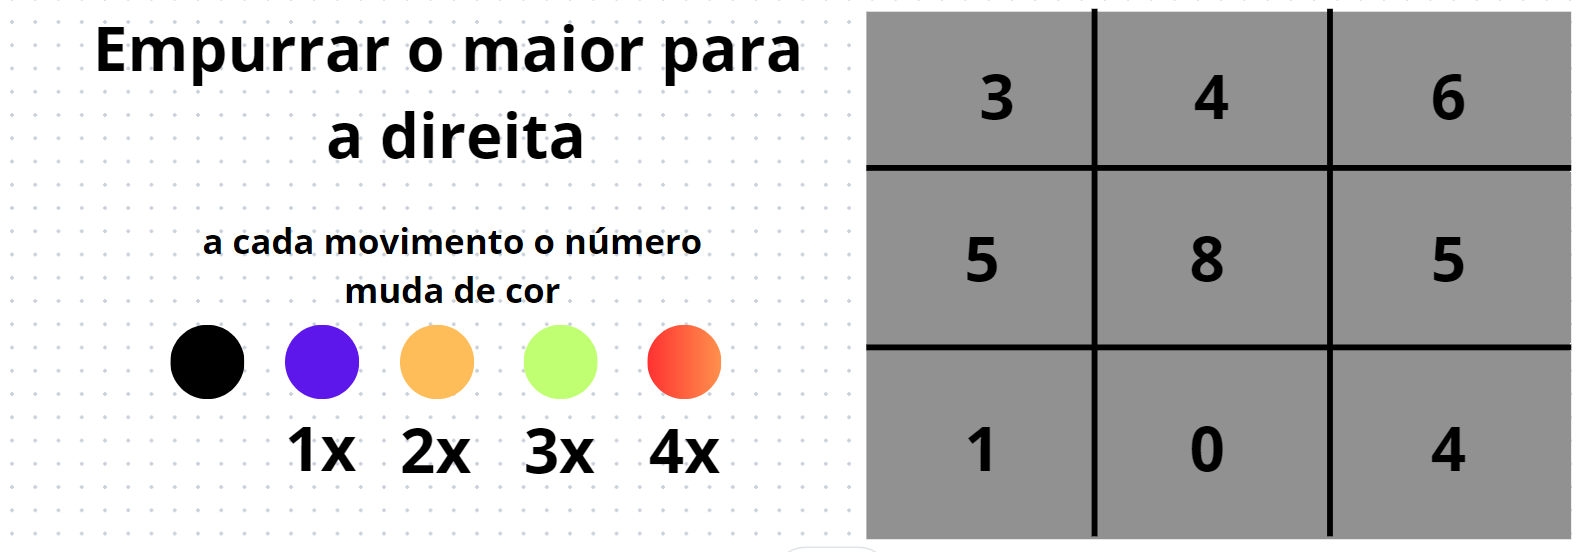 Empurrar o maior para
a direita
a cada movimento o número
muda de cor
1x 2x 3x 4x
3 4 6
5 8 5
1 0 4